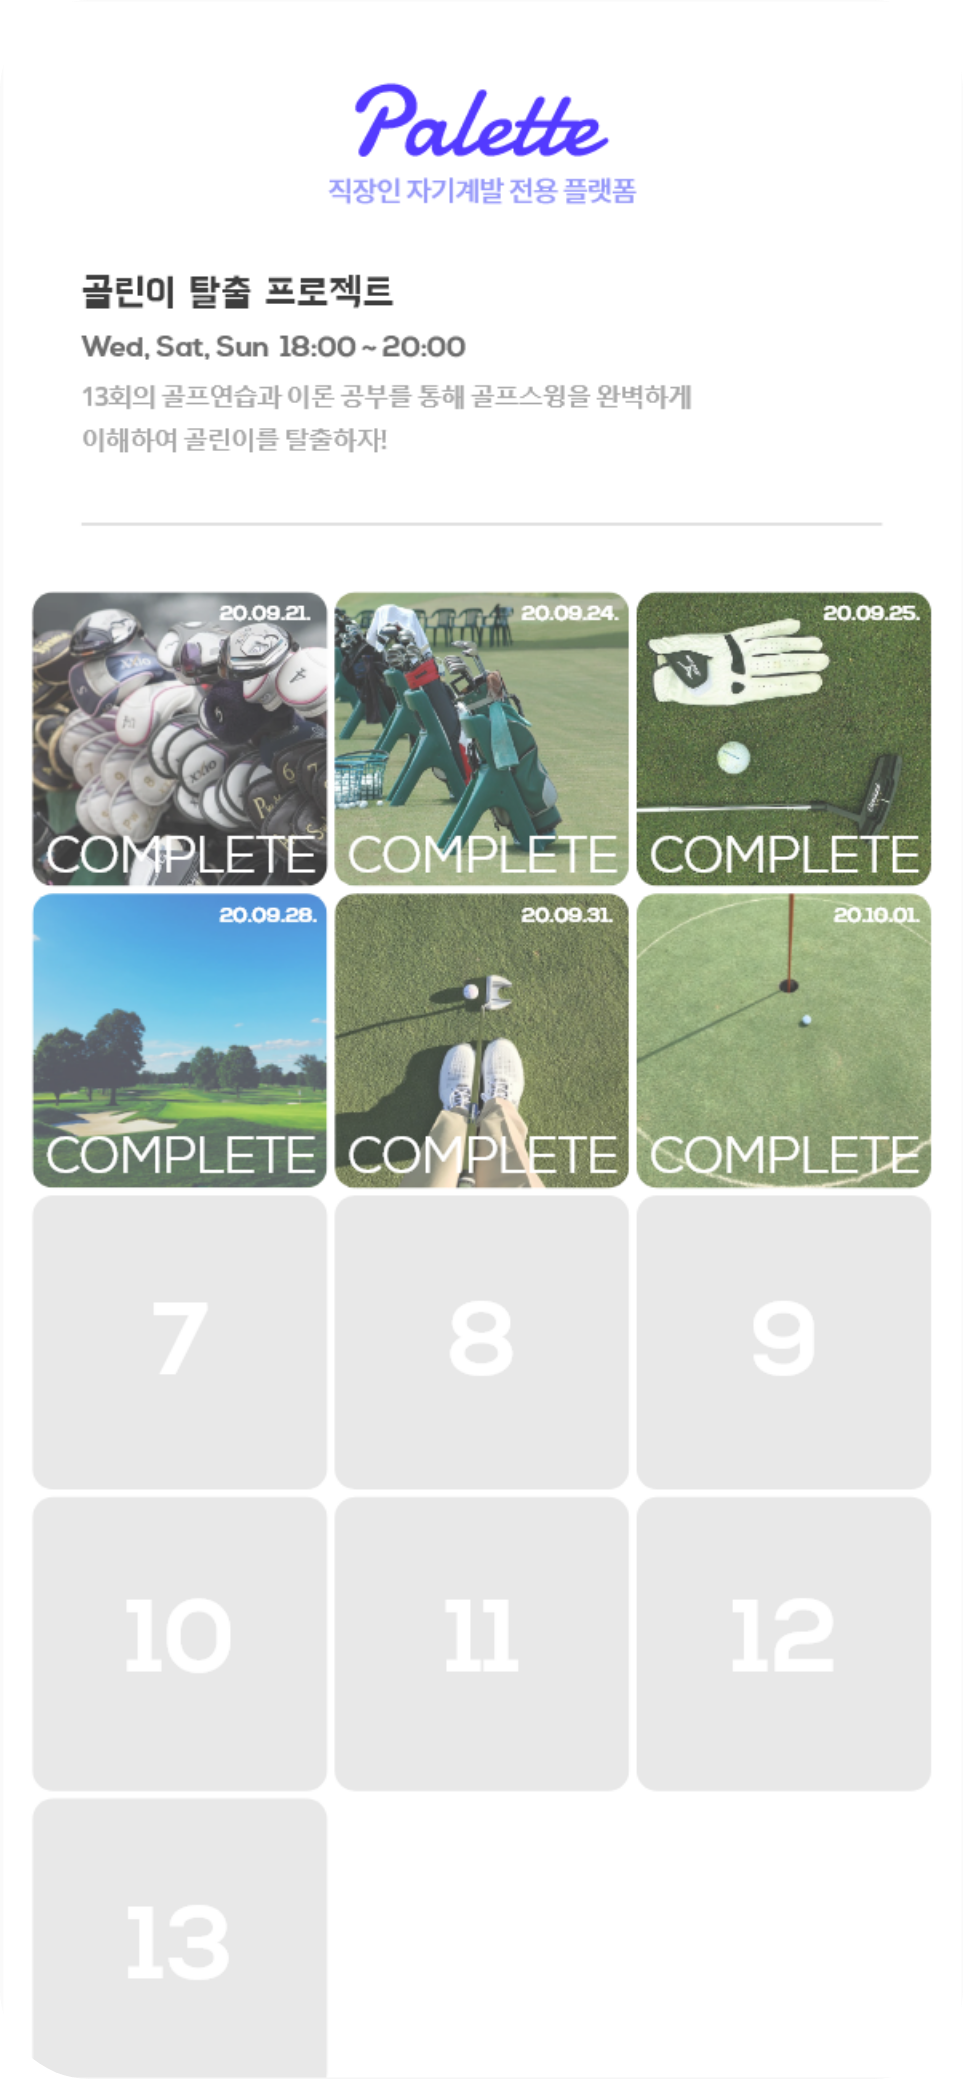 Palette
직장인 자기계발 전용 플랫폼
골린이 탈출 프로젝트
Wed, Sat, Sun 18:00 ~ 20:00
13회의 골프연습과 이론 공부를 통해 골프스윙을 완벽하게
이해하여 골린이를 탈출하자!
20.09.21.
COMPLETE
20.09.24.
COMPLETE
20.09.25.
COMPLETE
20.09.28.
COMPLETE
20.09.31.
COMPLETE
20.10.01.
COMPLETE
7
8
9
10
11
12
13